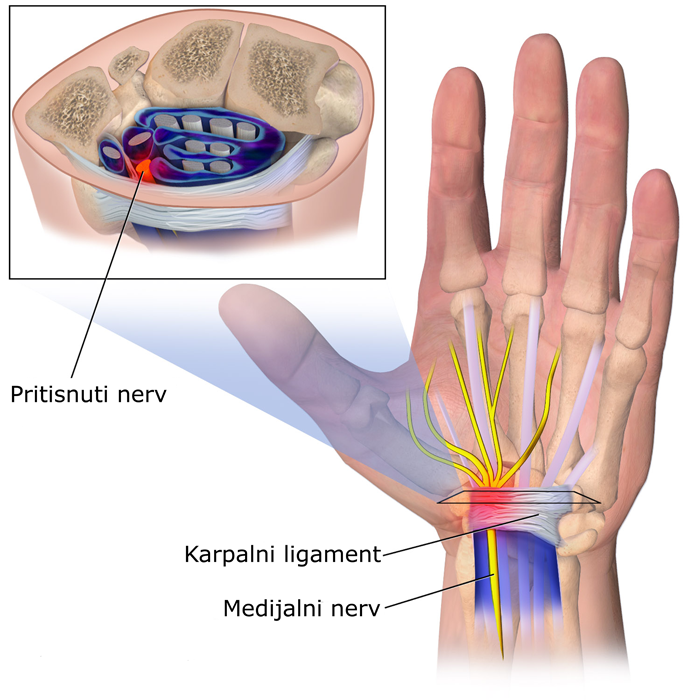 Pritisnuti nerv
Karpalni ligament
Medijalni nerv